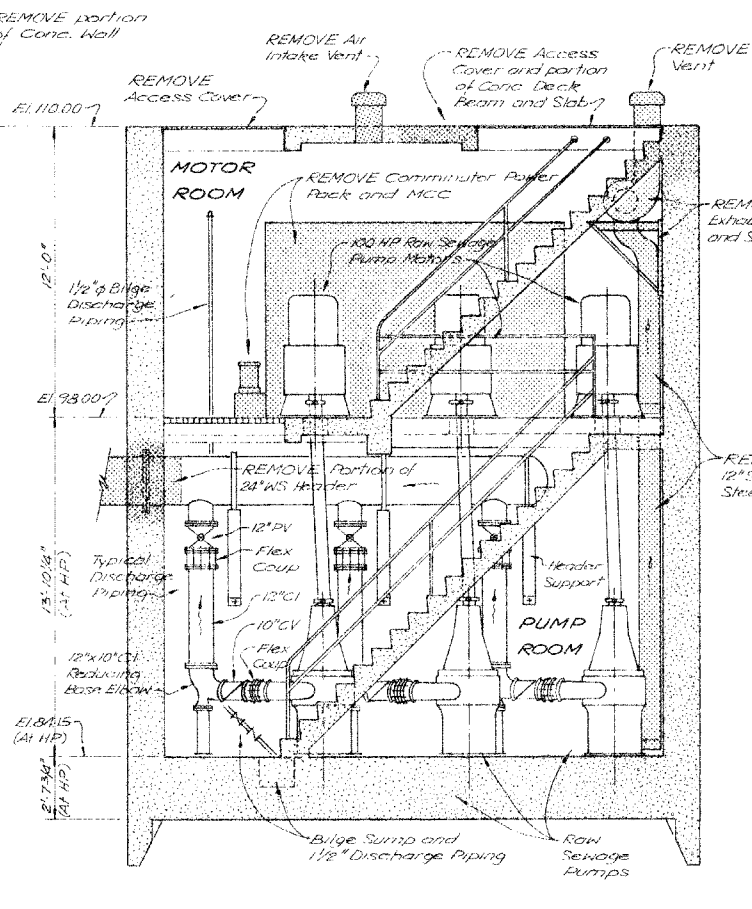 REMOVE portion
of Conc. Wall
REMOVE Air
Intake Vent
REMOVE
Access Cover
REMOVE Access
Cover and portion
of Conc Deck
Beam and Slab
REMOVE
Vent
El. 110.00
MOTOR
ROOM
REMOVE Comminutor Power
Pack and MCC
100 HP Raw Sewage
Pump Motors
12'-0"
1½"ø Bilge
Discharge
Piping
El. 98.00
REMOVE Portion of
24" WS Header
12" PV
Flex
Coup
Typical
Discharge
Piping
12" CI
10" CV
Flex
Coup
Header
Support
PUMP
ROOM
13'-10¼"
(At HP)
12"x10" C.I.
Reducing
Base Elbow
El. 84.15
(At HP)
2'-7¾"
(At HP)
Bilge Sump and
1½" Discharge Piping
Raw
Sewage
Pumps
and
12"